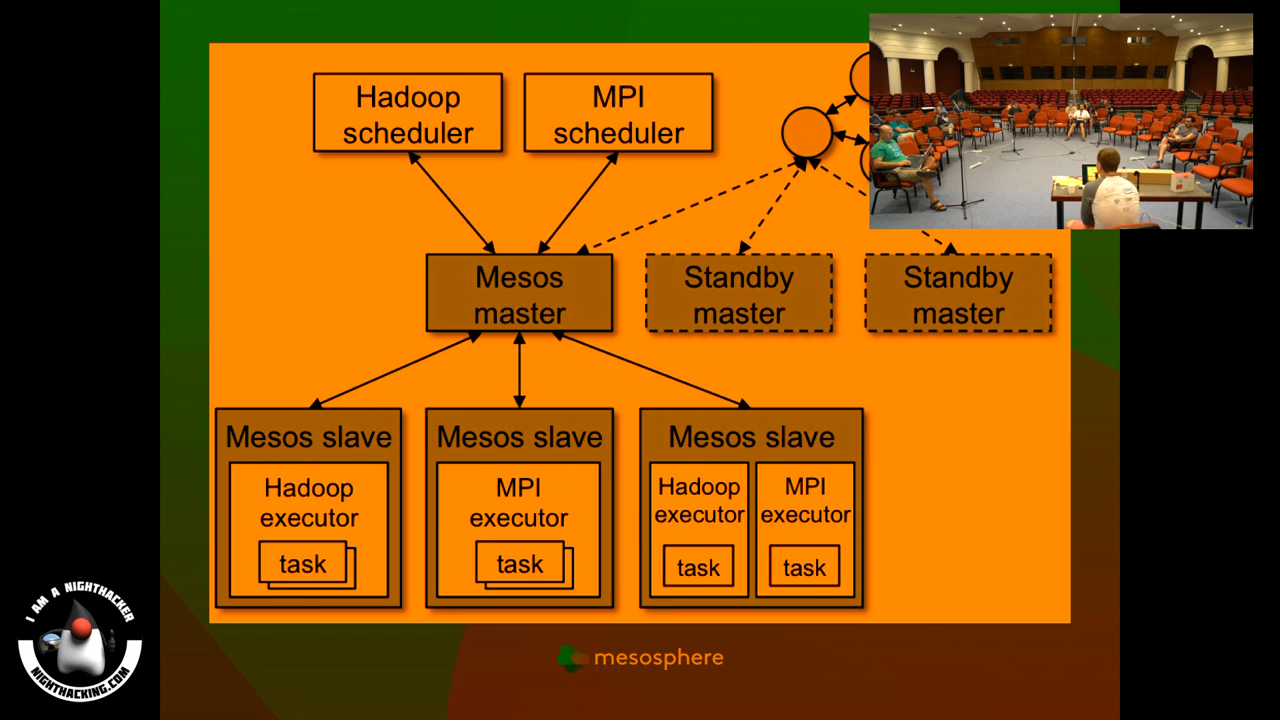 Hadoop
scheduler
MPI
scheduler
Mesos
master
Standby
master
Standby
master
Mesos slave
Hadoop
executor
task
Mesos slave
MPI
executor
task
Mesos slave
Hadoop
executor
task
MPI
executor
task
mesosphere
I AM A NIGHTHACKER
NIGHTHACKING.COM